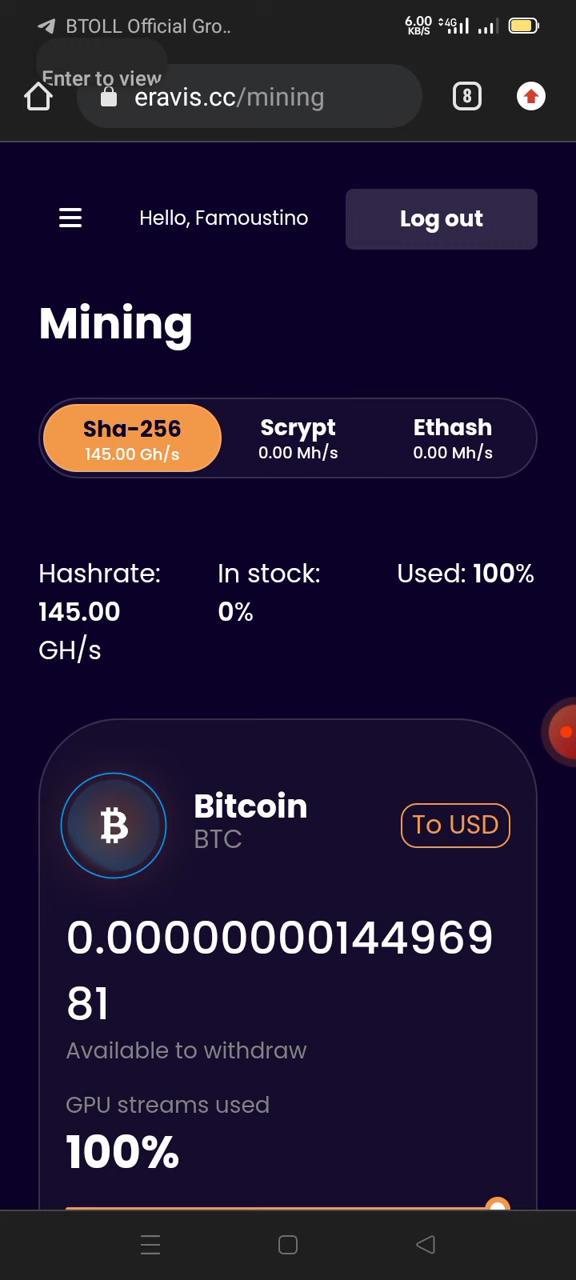 BTOLL Official Gro..
6.00 KB/S 4G
Enter to view
eravis.cc/mining
8
Hello, Famoustino
Log out
Mining
Sha-256
145.00 Gh/s
Scrypt
0.00 Mh/s
Ethash
0.00 Mh/s
Hashrate:
145.00
GH/s
In stock:
0%
Used: 100%
Bitcoin
BTC
To USD
0.00000000144969
81
Available to withdraw
GPU streams used
100%